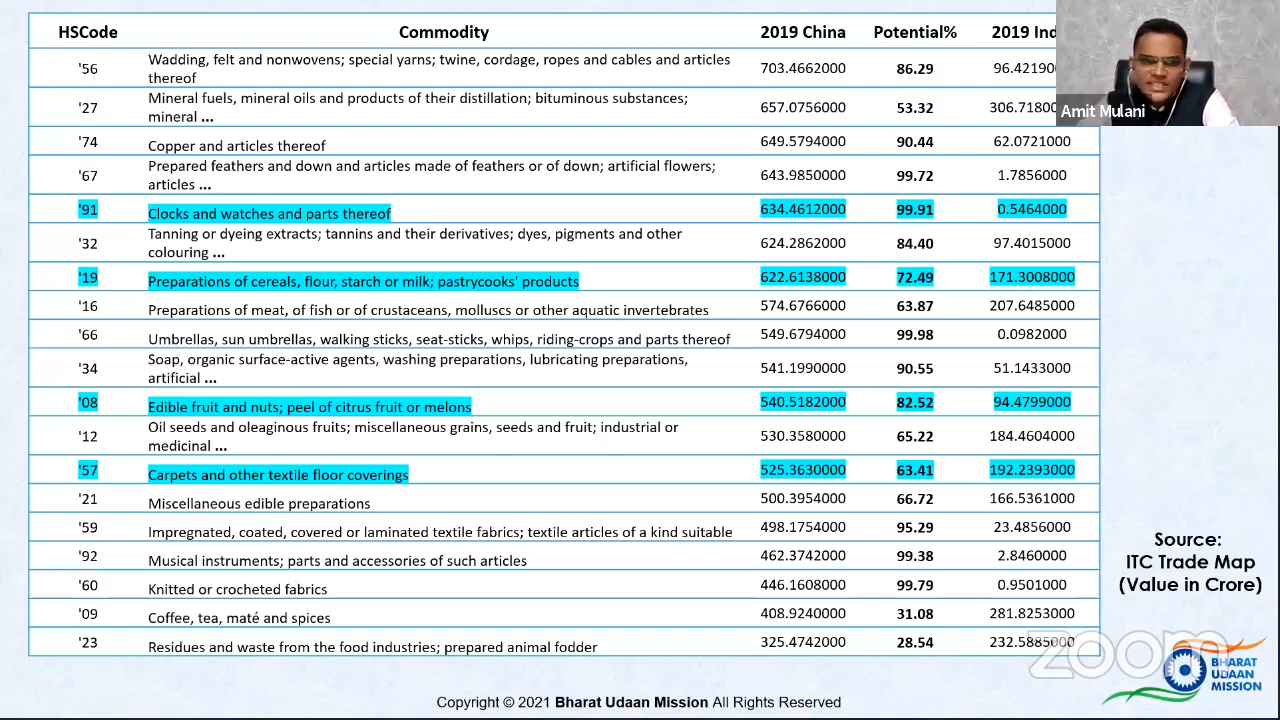 HSCode Commodity 2019 China Potential% 2019
'56 Wadding, felt and nonwovens; special yarns; twine, cordage, ropes and cables and articles 703.4662000 86.29
thereof
'27 Mineral fuels, mineral oils and products of their distillation; bituminous substances; 657.0756000 53.32
mineral ...
'74 Copper and articles thereof 649.5794000 90.44 62.0721000
'67 Prepared feathers and down and articles made of feathers or of down; artificial flowers; 643.9850000 99.72 1.7856000
articles ...
'91 Clocks and watches and parts thereof 634.4612000 99.91 0.5464000
'32 Tanning or dyeing extracts; tannins and their derivatives; dyes, pigments and other 624.2862000 84.40 97.4015000
colouring ...
'19 Preparations of cereals, flour, starch or milk; pastrycooks' products 622.6138000 72.49 171.3008000
'16 Preparations of meat, of fish or of crustaceans, molluscs or other aquatic invertebrates 574.6766000 63.87 207.6485000
'66 Umbrellas, sun umbrellas, walking sticks, seat-sticks, whips, riding-crops and parts thereof 549.6794000 99.98 0.0982000
'34 Soap, organic surface-active agents, washing preparations, lubricating preparations, 541.1990000 90.55 51.1433000
artificial ...
'08 Edible fruit and nuts; peel of citrus fruit or melons 540.5182000 82.52 94.4799000
'12 Oil seeds and oleaginous fruits; miscellaneous grains, seeds and fruit; industrial or 530.3580000 65.22 184.4604000
medicinal ...
'57 Carpets and other textile floor coverings 525.3630000 63.41 192.2393000
'21 Miscellaneous edible preparations 500.3954000 66.72 166.5361000
'59 Impregnated, coated, covered or laminated textile fabrics; textile articles of a kind suitable 498.1754000 95.29 23.4856000
'92 Musical instruments; parts and accessories of such articles 462.3742000 99.38 2.8460000
'60 Knitted or crocheted fabrics 446.1608000 99.79 0.9501000
'09 Coffee, tea, maté and spices 408.9240000 31.08 281.8253000
'23 Residues and waste from the food industries; prepared animal fodder 325.4742000 28.54 232.5885000
Amit Mulani
Source:
ITC Trade Map
(Value in Crore)
zoom
BHARAT
UDAAN
MISSION
Copyright © 2021 Bharat Udaan Mission All Rights Reserved